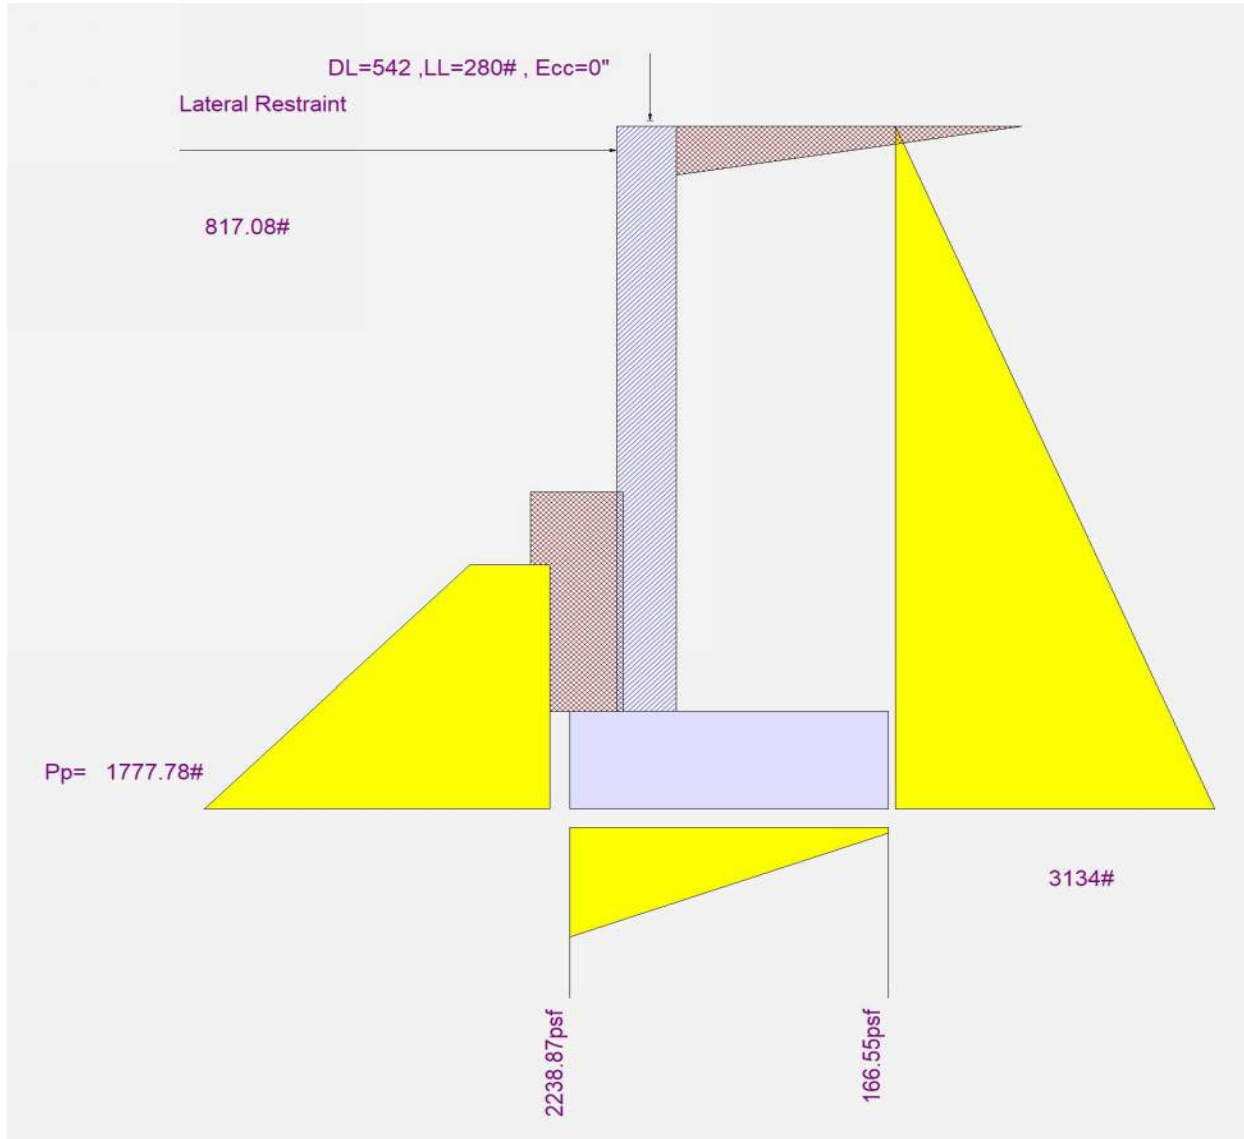 DL=542 ,LL=280# , Ecc=0"
Lateral Restraint
817.08#
Pp= 1777.78#
3134#
2238.87psf
166.55psf